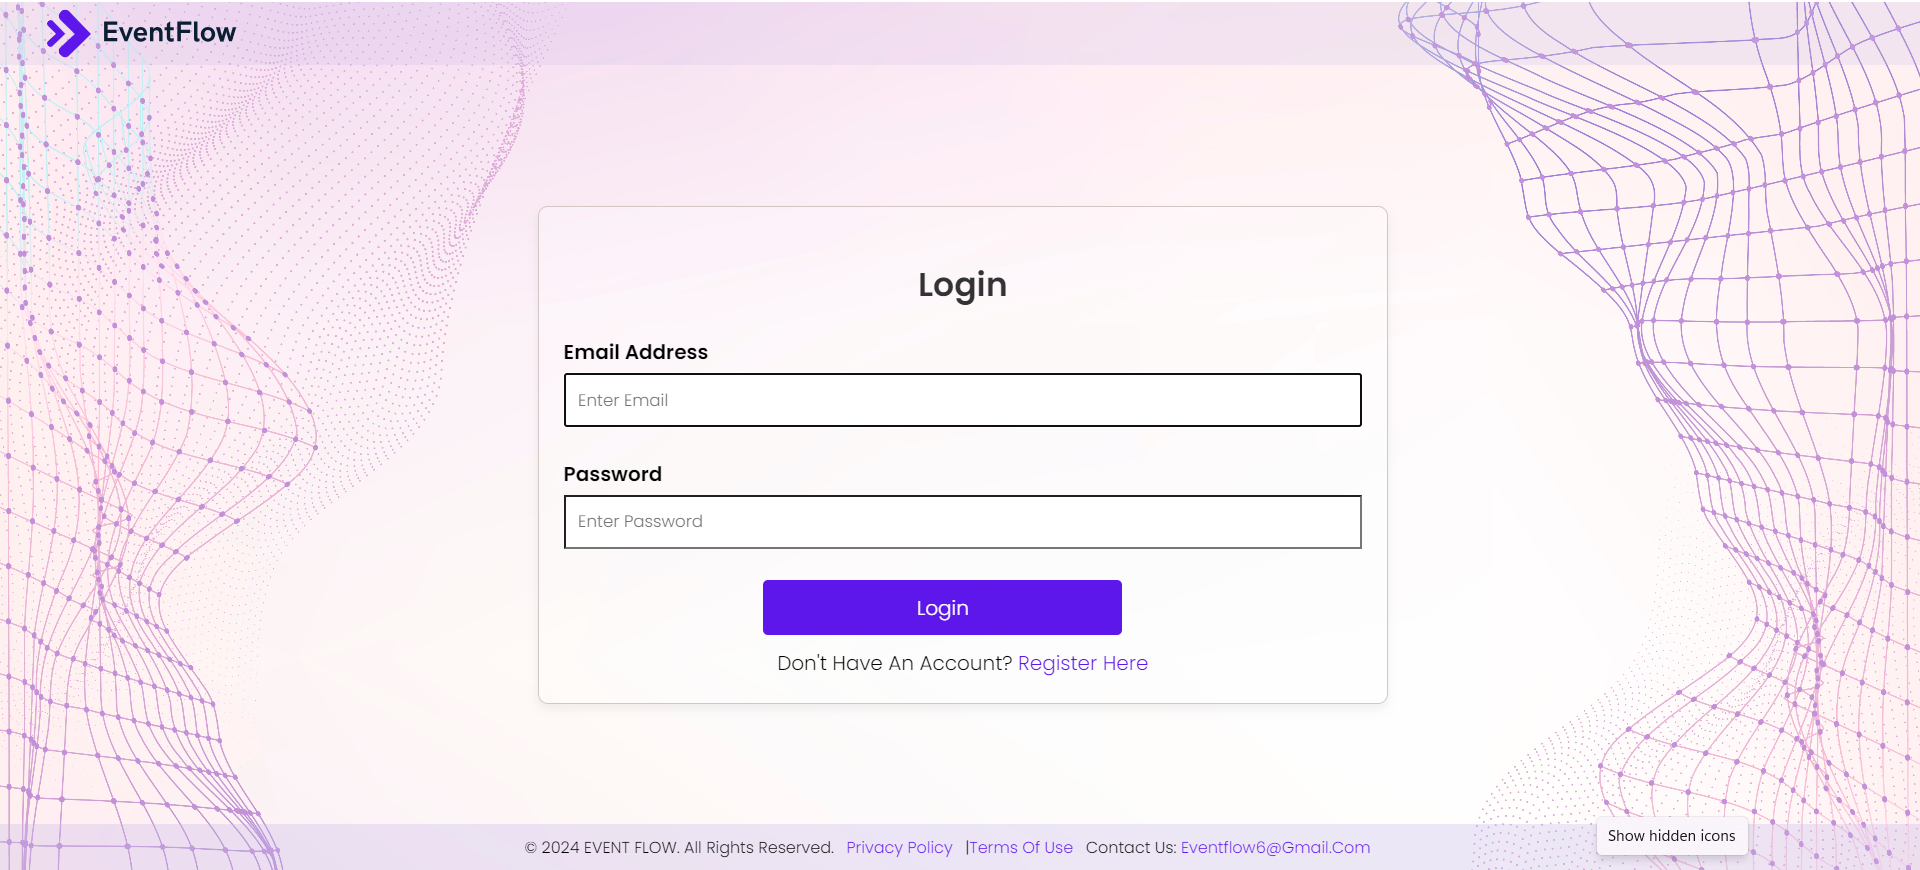 EventFlow
Login
Email Address
Enter Email
Password
Enter Password
Login
Don't Have An Account? Register Here
© 2024 EVENT FLOW. All Rights Reserved. Privacy Policy |Terms Of Use Contact Us: Eventflow6@Gmail.Com
Show hidden icons